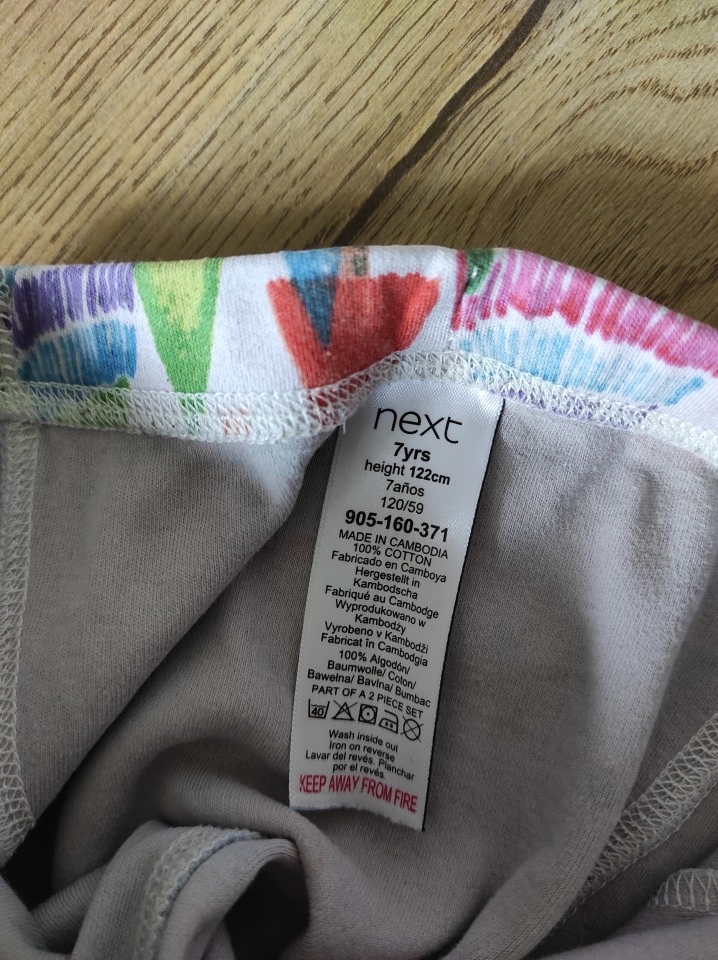 next
7yrs
height 122cm
7años
120/59
905-160-371
MADE IN CAMBODIA
100% COTTON
Fabricado en Camboya
Hergestellt in
Kambodscha
Fabriqué au Cambodge
Wyprodukowano w
Kambodży
Vyrobeno v Kambodži
Fabricat în Cambodgia
100% Algodón/
Baumwolle/ Coton/
Bawełna/ Bavlna/ Bumbac
PART OF A 2 PIECE SET
40
Wash inside out
Iron on reverse
Lavar del revés. Planchar
por el revés.
KEEP AWAY FROM FIRE